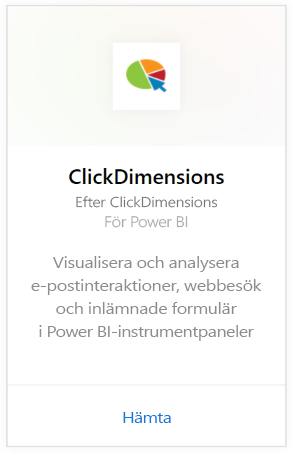 ClickDimensions
Efter ClickDimensions
För Power BI
Visualisera och analysera
e-postinteraktioner, webbesök
och inlämnade formulär
i Power BI-instrumentpaneler
Hämta